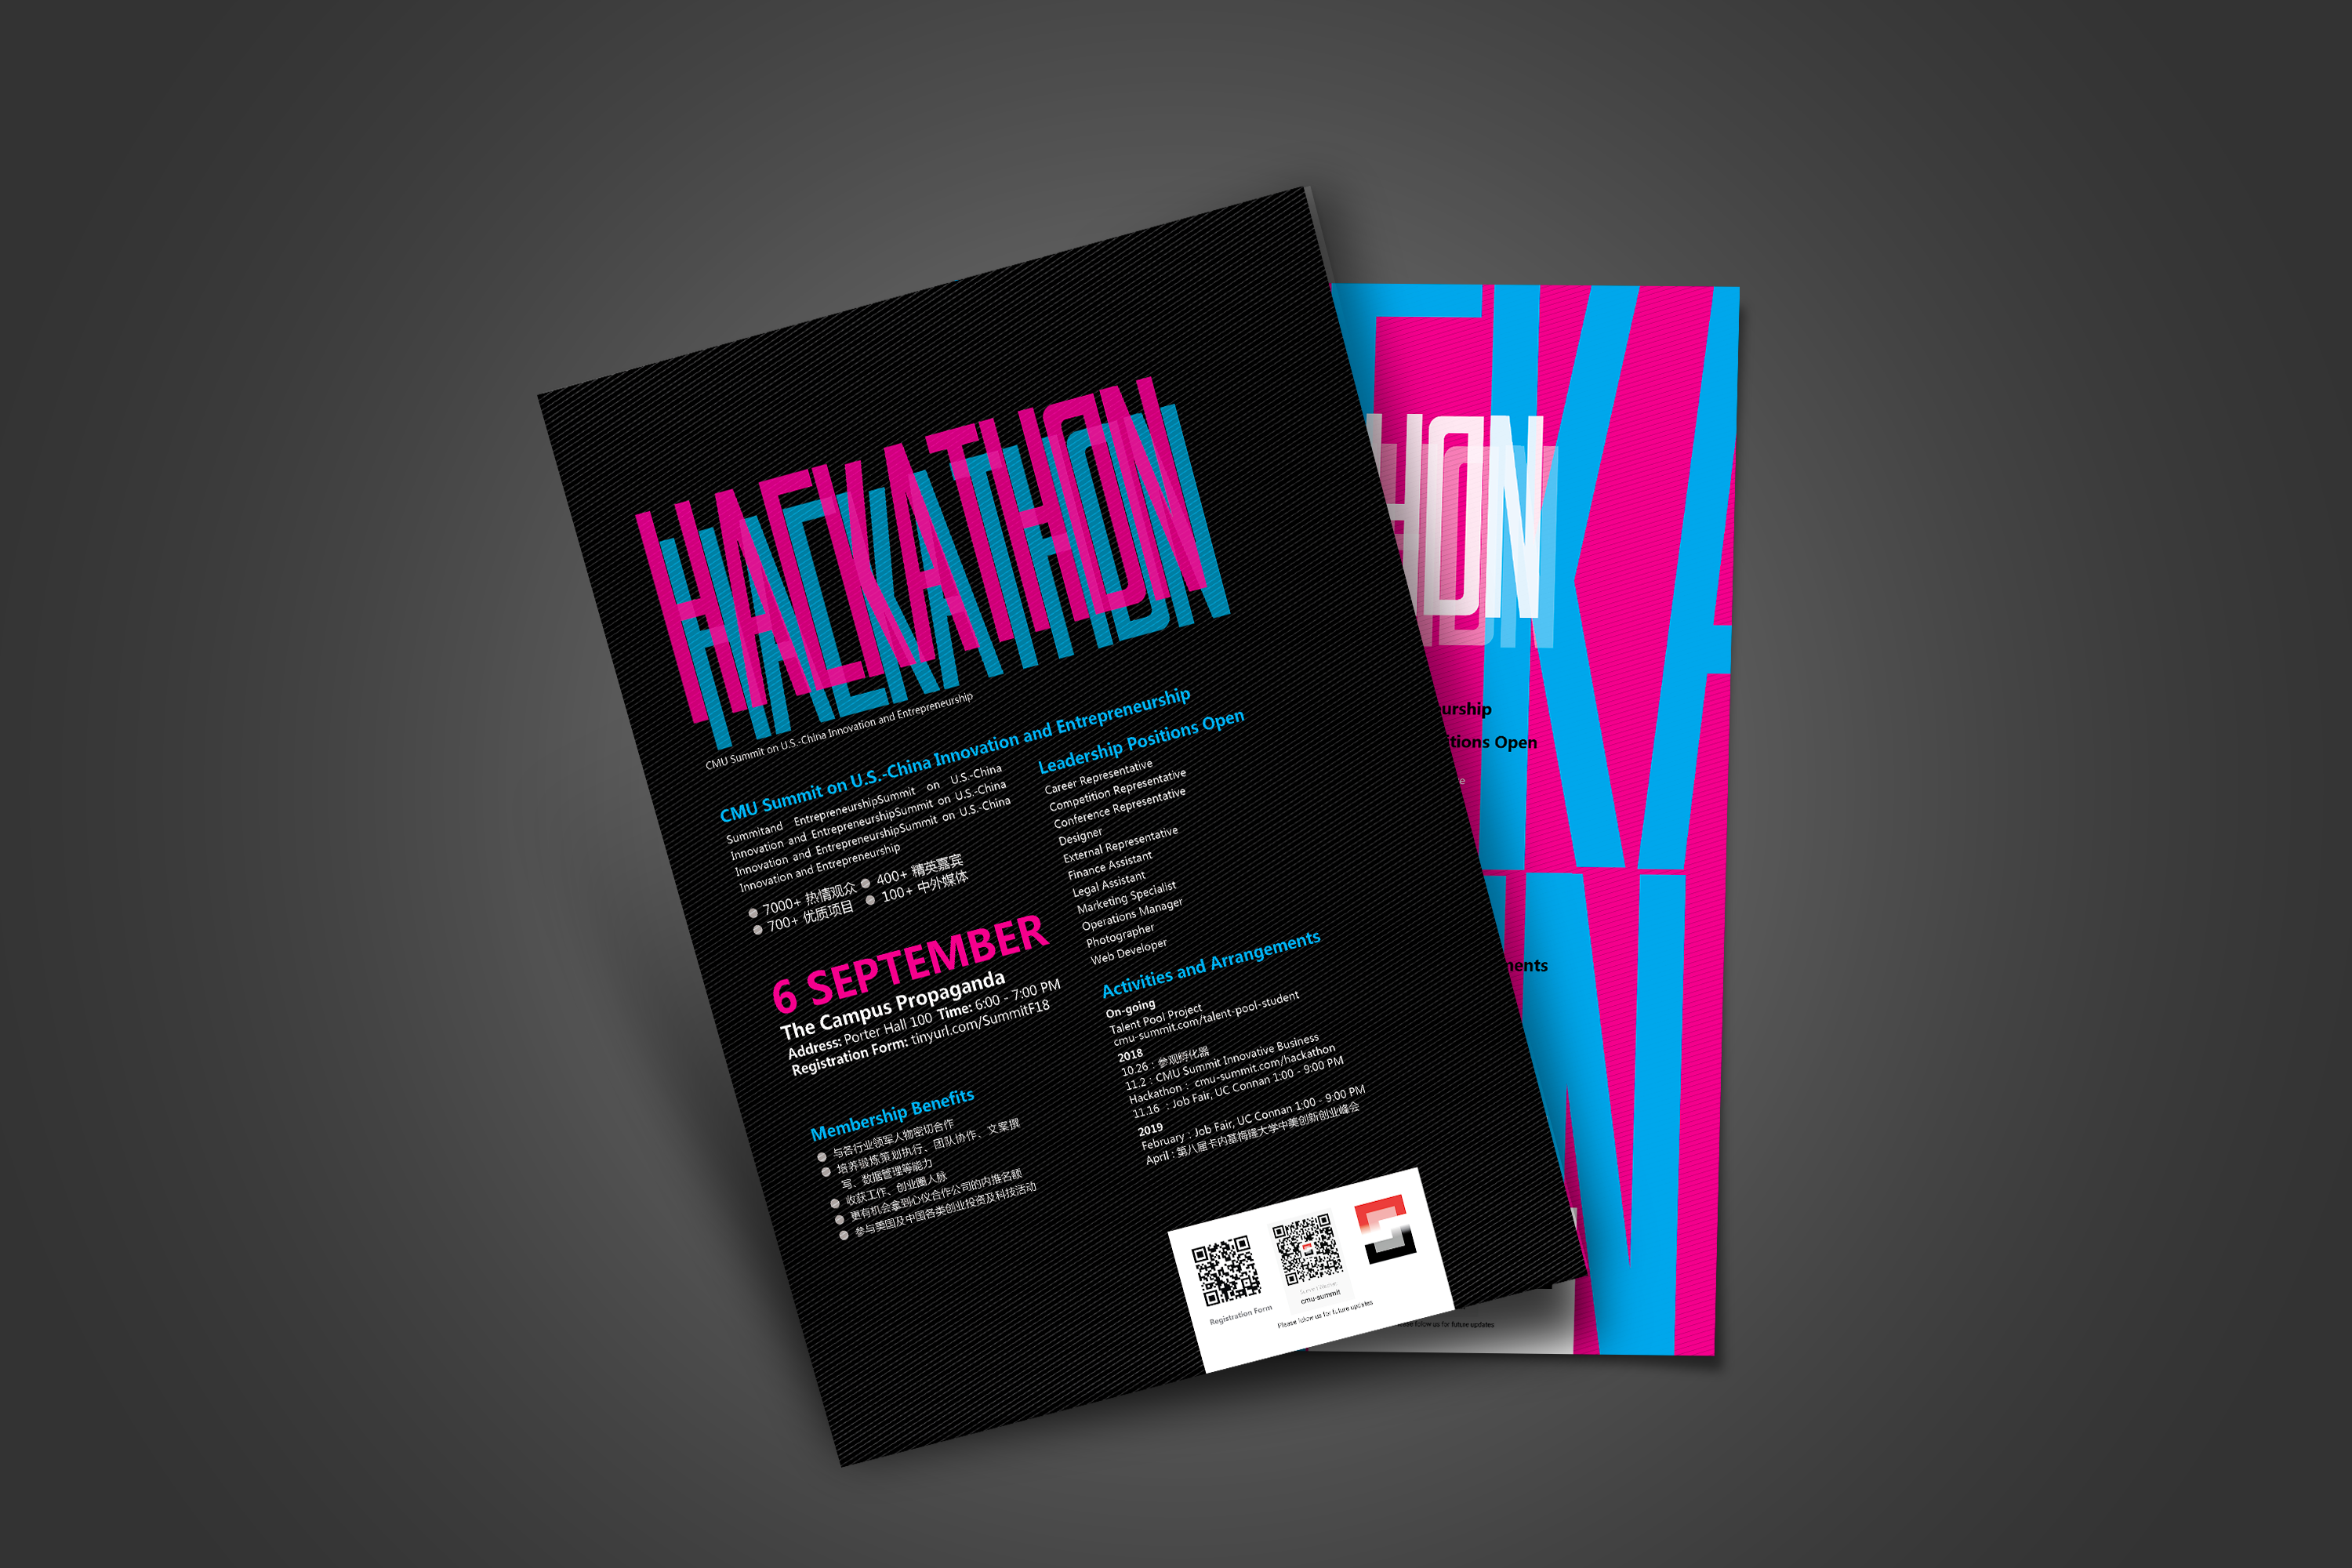 HACKATHON
HACKATHON
CMU Summit on U.S.-China Innovation and Entrepreneurship
CMU Summit on U.S.-China Innovation and Entrepreneurship
Summitand EntrepreneurshipSummit on U.S.-China
Innovation and EntrepreneurshipSummit on U.S.-China
Innovation and EntrepreneurshipSummit on U.S.-China
Innovation and Entrepreneurship
7000+ 热情观众 400+ 精英嘉宾
700+ 优质项目 100+ 中外媒体
6 SEPTEMBER
The Campus Propaganda
Address: Porter Hall 100 Time: 6:00 - 7:00 PM
Registration Form: tinyurl.com/SummitF18
Membership Benefits
与各行业领军人物密切合作
培养锻炼策划执行、团队协作、文案撰
写、数据管理等能力
收获工作、创业圈人脉
更有机会拿到心仪合作公司的内推名额
参与美国及中国各类创业投资及科技活动
Leadership Positions Open
Career Representative
Competition Representative
Conference Representative
Designer
External Representative
Finance Assistant
Legal Assistant
Marketing Specialist
Operations Manager
Photographer
Web Developer
Activities and Arrangements
On-going
Talent Pool Project
cmu-summit.com/talent-pool-student
2018
10.26 : 参观孵化器
11.2 : CMU Summit Innovative Business
Hackathon : cmu-summit.com/hackathon
11.16 : Job Fair, UC Connan 1:00 - 9:00 PM
2019
February : Job Fair, UC Connan 1:00 - 9:00 PM
April : 第八届卡内基梅隆大学中美创新创业峰会
Registration Form
cmu-summit
Please folow us for future updates
HON
HON
urship
itions Open
e
ments
KA
folow us for future updates